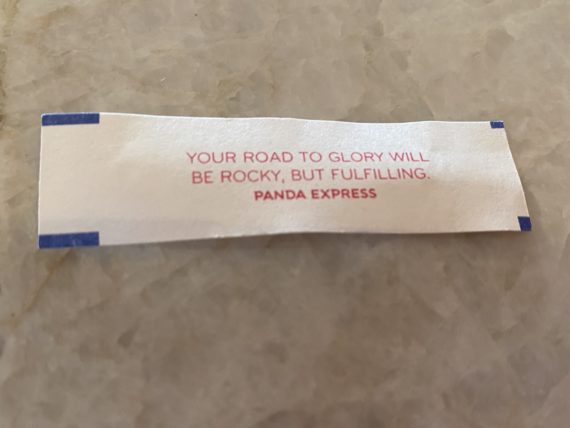 YOUR ROAD TO GLORY WILL
BE ROCKY, BUT FULFILLING.
PANDA EXPRESS